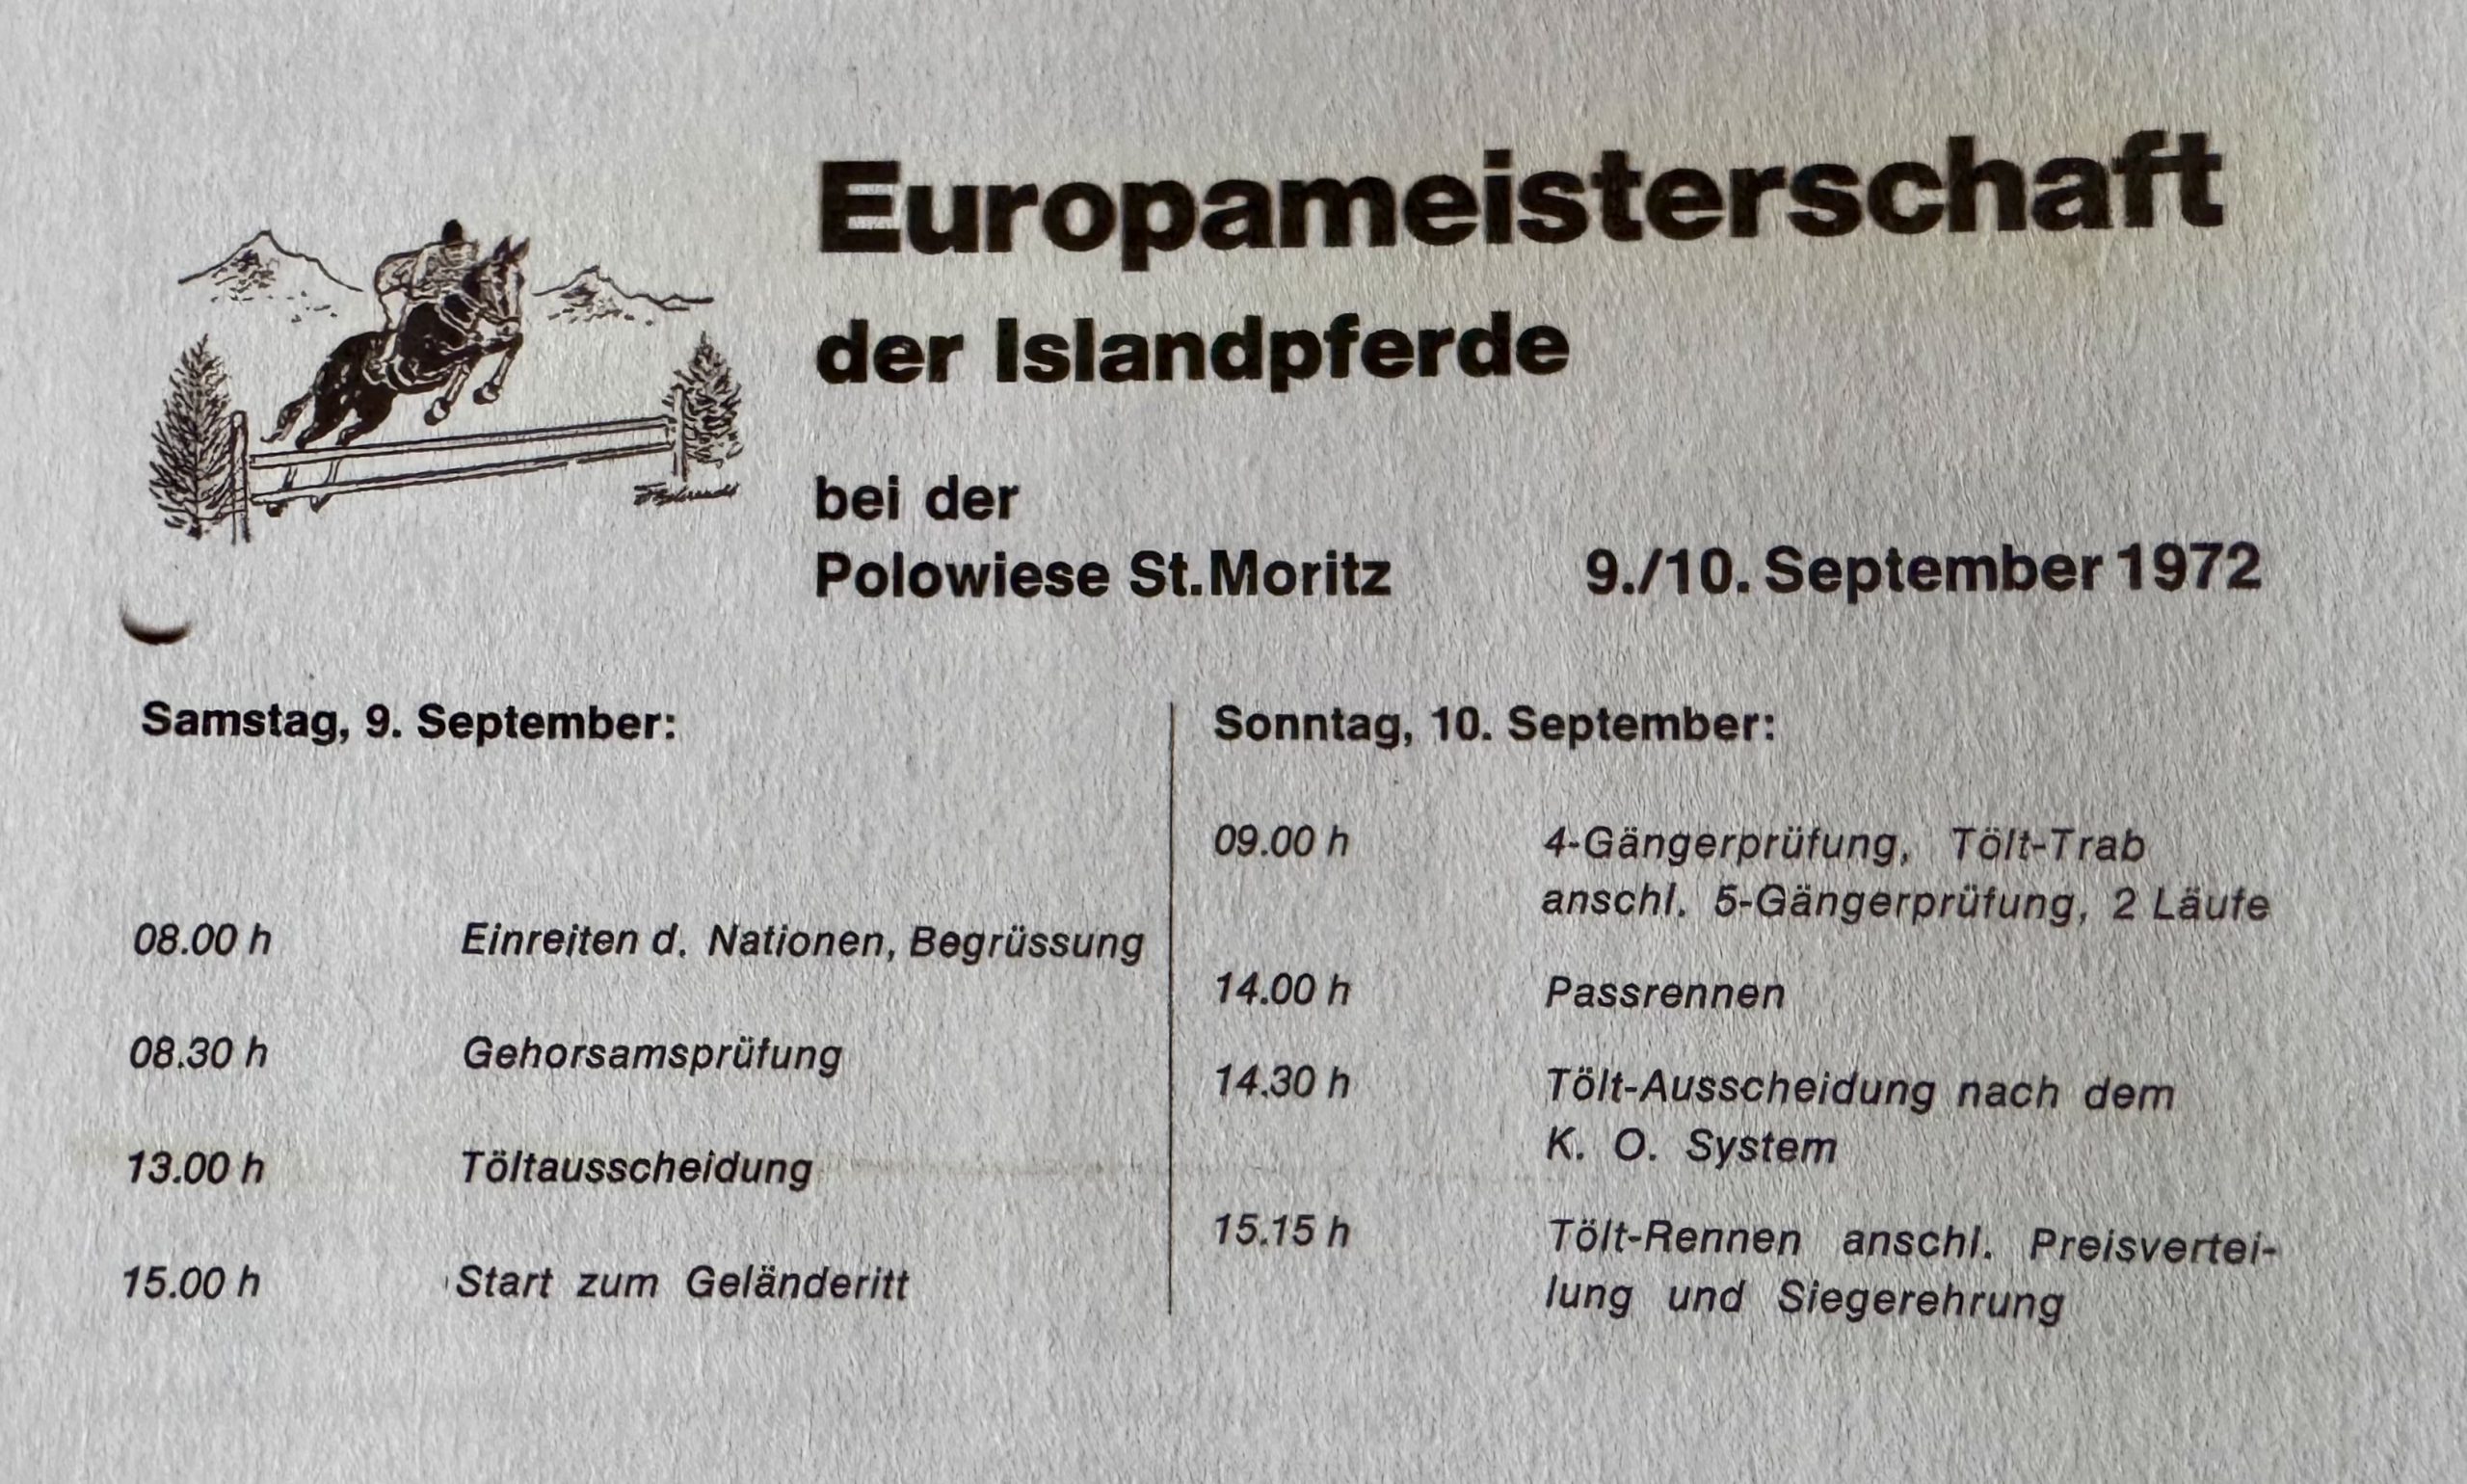 Europameisterschaft
der Islandpferde
bei der
Polowiese St. Moritz 9./10. September 1972
Samstag, 9. September:
08.00 h Einreiten d. Nationen, Begrüssung
08.30 h Gehorsamsprüfung
13.00 h Töltausscheidung
15.00 h Start zum Geländeritt
Sonntag, 10. September:
09.00 h 4-Gängerprüfung, Tölt-Trab
anschl. 5-Gängerprüfung, 2 Läufe
14.00 h Passrennen
14.30 h Tölt-Ausscheidung nach dem
K. O. System
15.15 h Tölt-Rennen anschl. Preisvertei-
lung und Siegerehrung